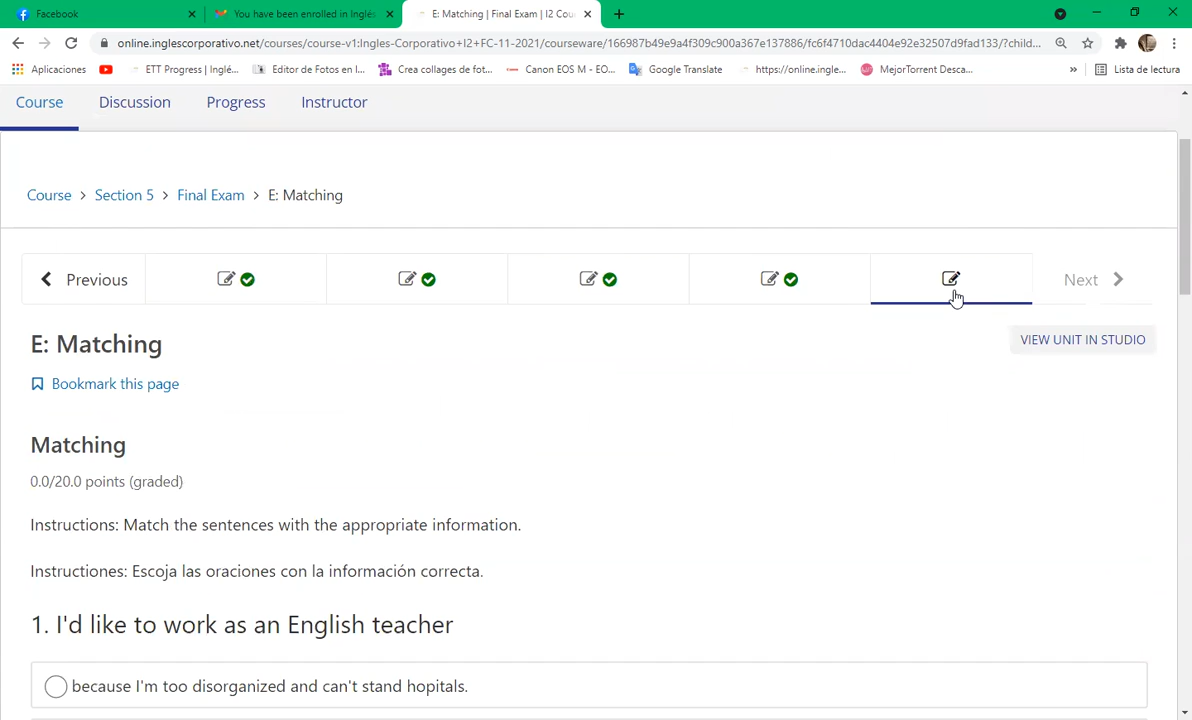 Facebook
You have been enrolled in Inglés
E: Matching | Final Exam | I2 Cou
online.inglescorporativo.net/courses/course-v1:Ingles-Corporativo+I2+FC-11-2021/courseware/166987b49e9a4f309c900a367e137886/fc6f4710dac4404e92e32507d9fad133/?child...
Aplicaciones
ETT Progress | Inglé...
Editor de Fotos en l...
Crea collages de fot...
Canon EOS M - EO...
Google Translate
https://online.ingle...
MejorTorrent Desca...
»
Lista de lectura
Course Discussion Progress Instructor
Course > Section 5 > Final Exam > E: Matching
Previous
Next
E: Matching
VIEW UNIT IN STUDIO
Bookmark this page
Matching
0.0/20.0 points (graded)
Instructions: Match the sentences with the appropriate information.
Instructiones: Escoja las oraciones con la información correcta.
1. I'd like to work as an English teacher
because I'm too disorganized and can't stand hopitals.